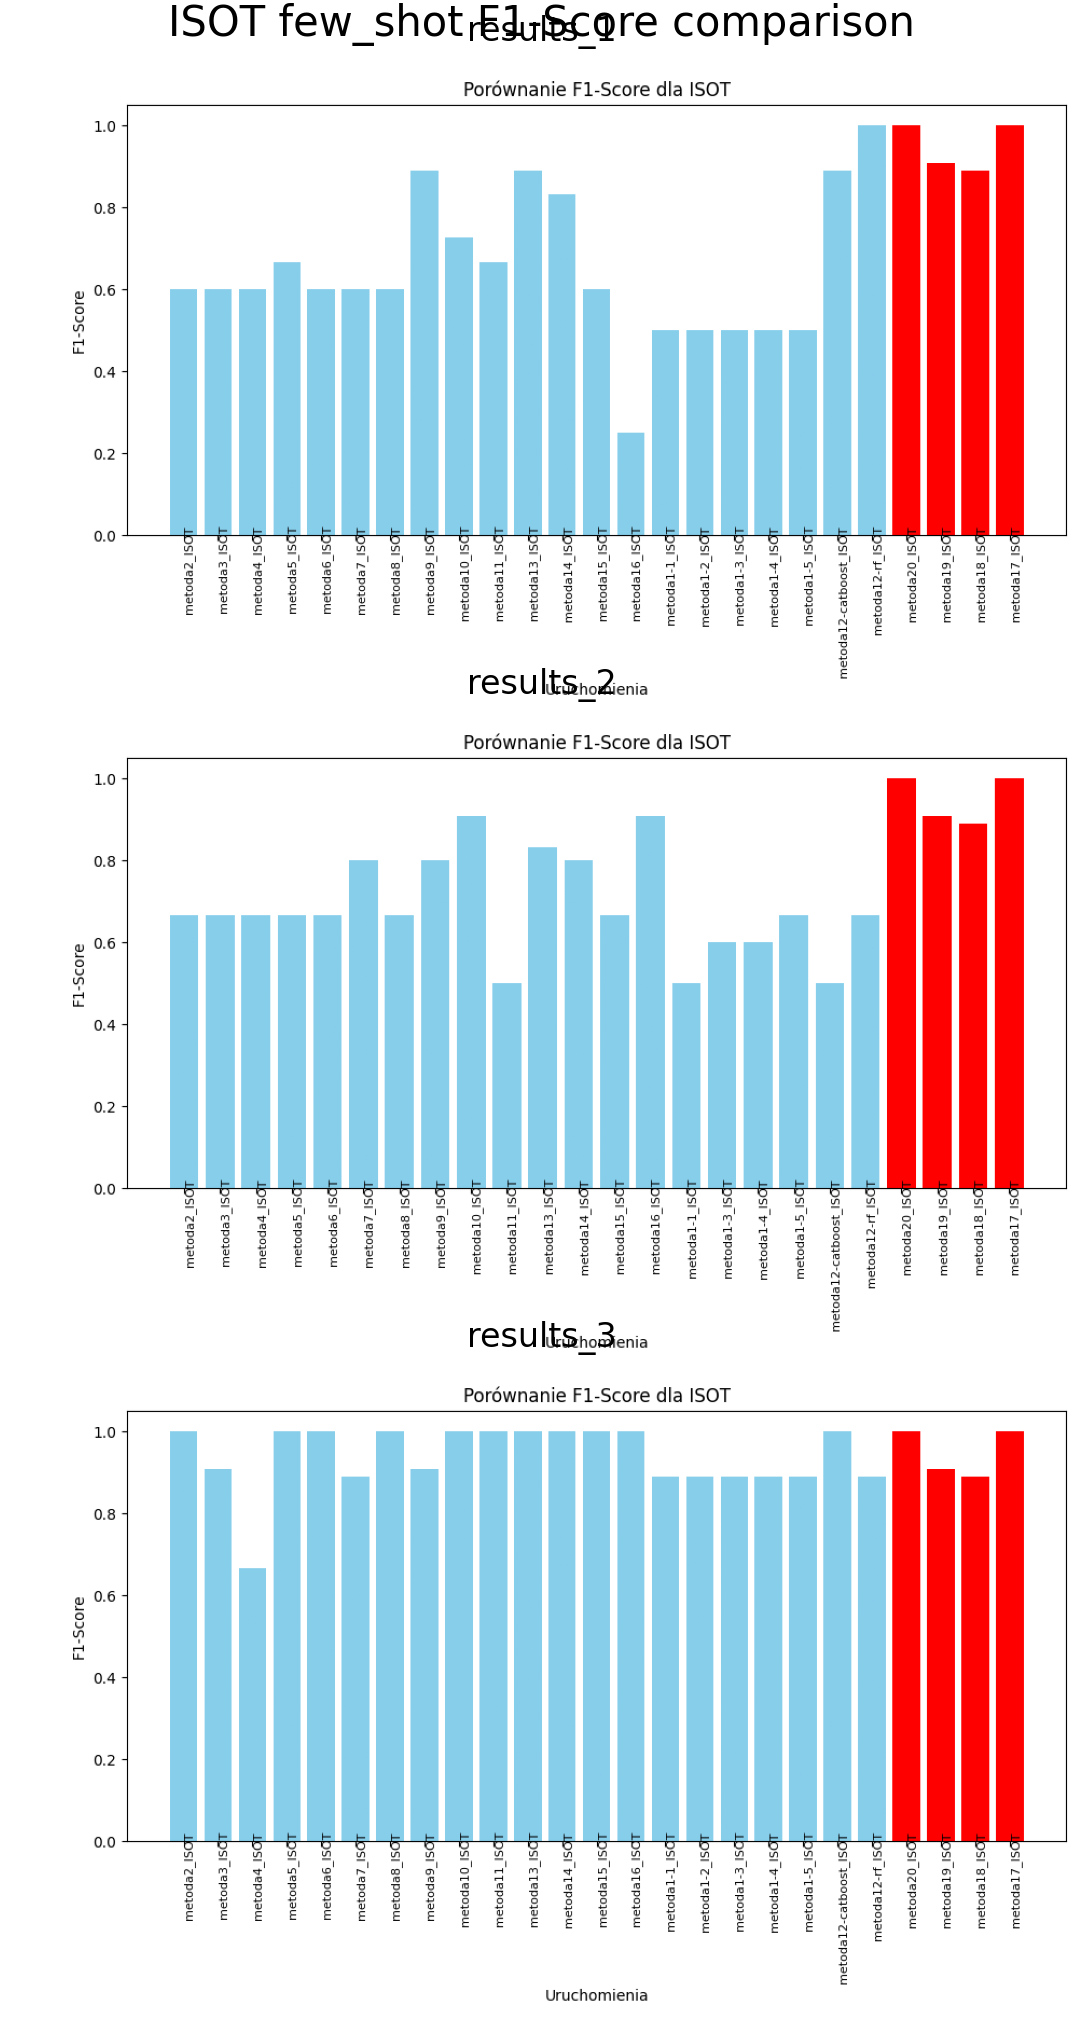 ISOT few_shot F1-Score comparison
results_1
Porównanie F1-Score dla ISOT
F1-Score
1.0
0.8
0.6
0.4
0.2
0.0
metoda2_ISOT
metoda3_ISOT
metoda4_ISOT
metoda5_ISOT
metoda6_ISOT
metoda7_ISOT
metoda8_ISOT
metoda9_ISOT
metoda10_ISOT
metoda11_ISOT
metoda13_ISOT
metoda14_ISOT
metoda15_ISOT
metoda16_ISOT
metoda1-1_ISOT
metoda1-2_ISOT
metoda1-3_ISOT
metoda1-4_ISOT
metoda1-5_ISOT
metoda12-catboost_ISOT
metoda12-rf_ISOT
metoda20_ISOT
metoda19_ISOT
metoda18_ISOT
metoda17_ISOT
Uruchomienia
results_2
Porównanie F1-Score dla ISOT
F1-Score
1.0
0.8
0.6
0.4
0.2
0.0
metoda2_ISOT
metoda3_ISOT
metoda4_ISOT
metoda5_ISOT
metoda6_ISOT
metoda7_ISOT
metoda8_ISOT
metoda9_ISOT
metoda10_ISOT
metoda11_ISOT
metoda13_ISOT
metoda14_ISOT
metoda15_ISOT
metoda16_ISOT
metoda1-1_ISOT
metoda1-3_ISOT
metoda1-4_ISOT
metoda1-5_ISOT
metoda12-catboost_ISOT
metoda12-rf_ISOT
metoda20_ISOT
metoda19_ISOT
metoda18_ISOT
metoda17_ISOT
Uruchomienia
results_3
Porównanie F1-Score dla ISOT
F1-Score
1.0
0.8
0.6
0.4
0.2
0.0
metoda2_ISOT
metoda3_ISOT
metoda4_ISOT
metoda5_ISOT
metoda6_ISOT
metoda7_ISOT
metoda8_ISOT
metoda9_ISOT
metoda10_ISOT
metoda11_ISOT
metoda13_ISOT
metoda14_ISOT
metoda15_ISOT
metoda16_ISOT
metoda1-1_ISOT
metoda1-2_ISOT
metoda1-3_ISOT
metoda1-4_ISOT
metoda1-5_ISOT
metoda12-catboost_ISOT
metoda12-rf_ISOT
metoda20_ISOT
metoda19_ISOT
metoda18_ISOT
metoda17_ISOT
Uruchomienia